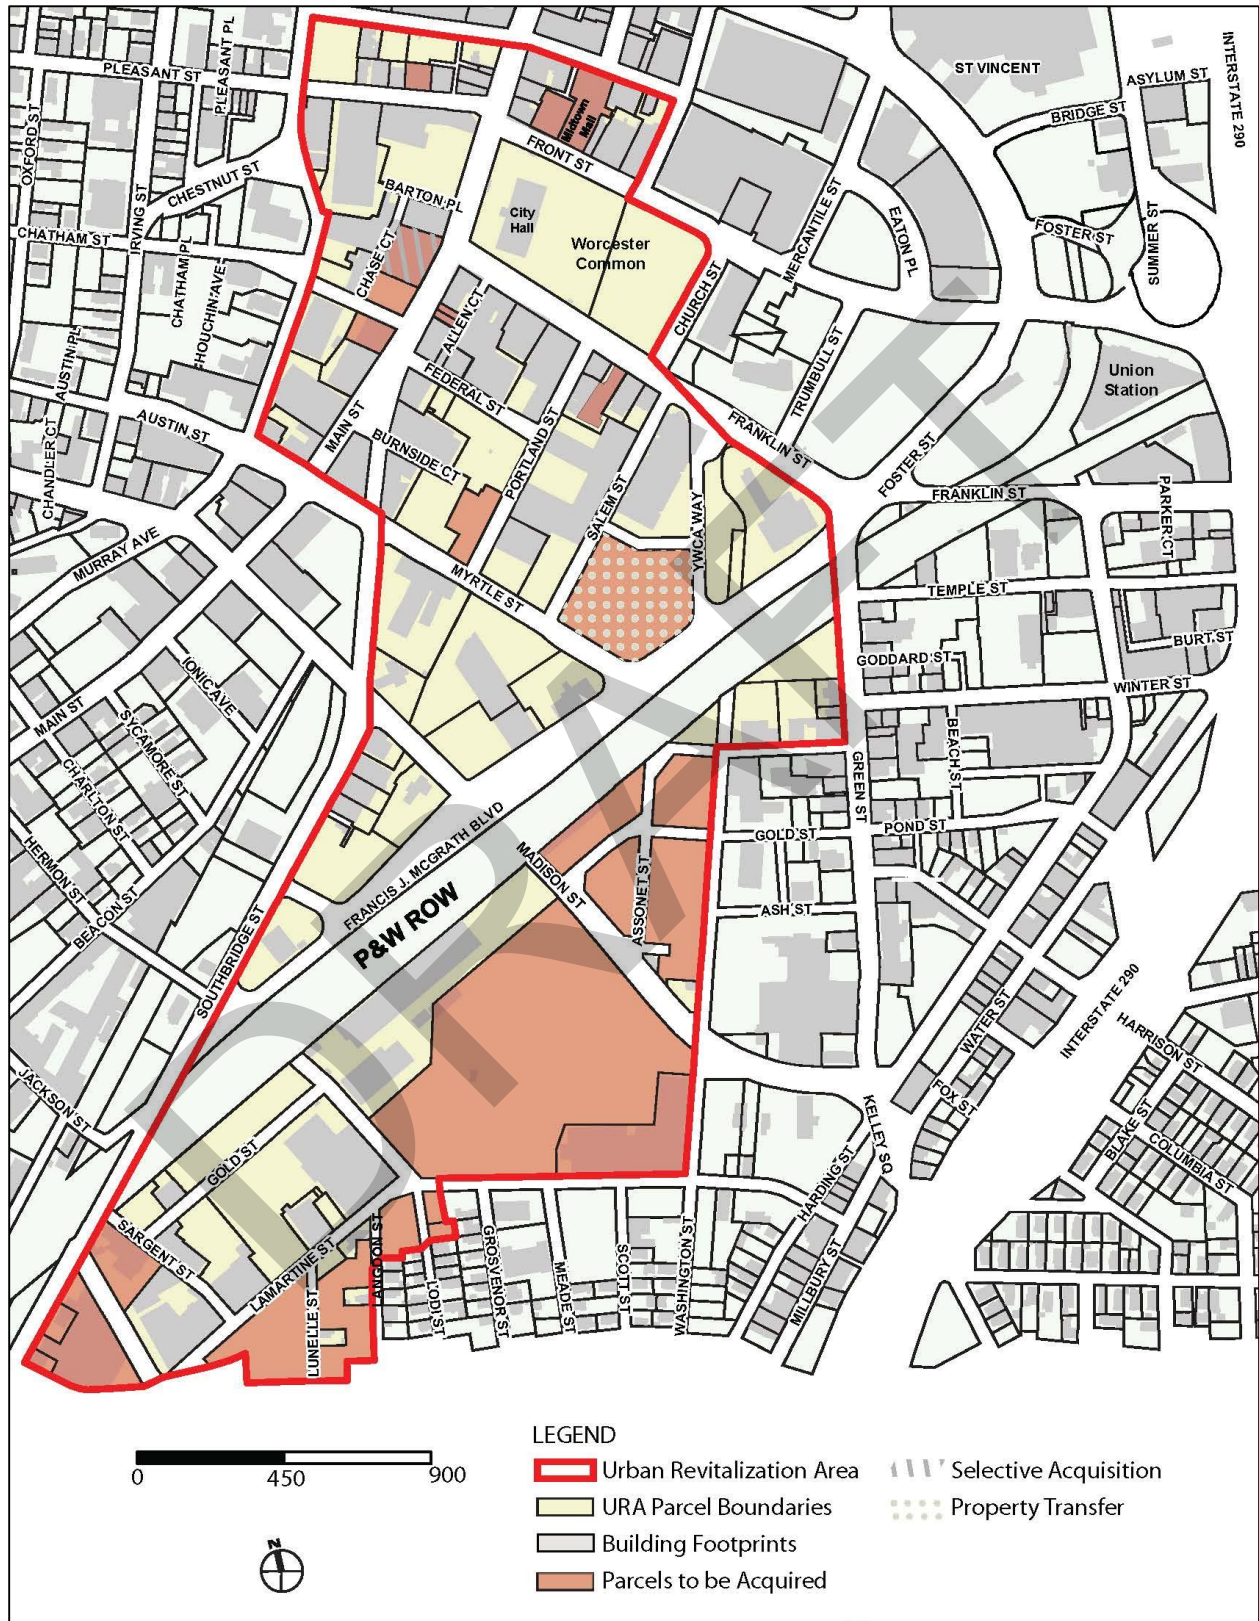 PLEASANT ST
PLEASANT PL
OXFORD ST
IRVING ST
CHESTNUT ST
CHATHAM ST
CHATHAM PL
HOUCHIN AVE
AUSTIN PL
AUSTIN ST
CHANDLER CT
MURRAY AVE
MAIN ST
IONIC AVE
SYCAMORE ST
CHARLTON ST
HERMON ST
BEACON ST
JACKSON ST
SOUTHBRIDGE ST
BARTON PL
CHASE CT
Midtown
Mall
FRONT ST
City
Hall
Worcester
Common
ALLEN CT
FEDERAL ST
MAIN ST
BURNSIDE CT
PORTLAND ST
SALEM ST
MYRTLE ST
YWCA WAY
CHURCH ST
MERCANTILE ST
EATON PL
TRUMBULL ST
FRANKLIN ST
FOSTER ST
FRANKLIN ST
ST VINCENT
ASYLUM ST
BRIDGE ST
INTERSTATE 290
FOSTER ST
SUMMER ST
Union
Station
PARKER CT
TEMPLE ST
BURT ST
GODDARD ST
WINTER ST
BEACH ST
GREEN ST
GOLD ST
POND ST
ASH ST
FRANCIS J. MCGRATH BLVD
P&W ROW
MADISON ST
ASSONET ST
WATER ST
INTERSTATE 290
HARRISON ST
FOX ST
BLAKE ST
COLUMBIA ST
KELLEY SQ
HARDING ST
MILLBURY ST
GOLD ST
SARGENT ST
LAMARTINE ST
LUNELLE ST
LANGDON ST
LODI ST
GROSVENOR ST
MEADE ST
SCOTT ST
WASHINGTON ST
DRAFT
0 450 900
N
LEGEND
Urban Revitalization Area
URA Parcel Boundaries
Building Footprints
Parcels to be Acquired
Selective Acquisition
Property Transfer